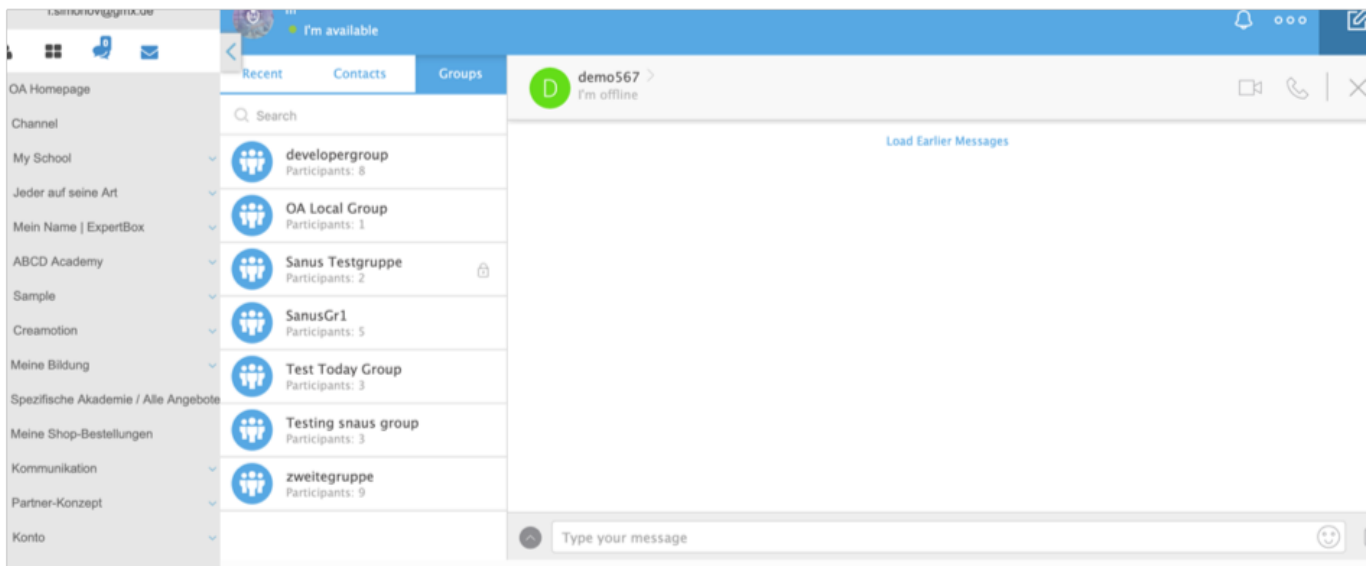 0
I'm available
Recent
Contacts
Groups
Search
OA Homepage
Channel
My School
Jeder auf seine Art
Mein Name | ExpertBox
ABCD Academy
Sample
Creamotion
Meine Bildung
Spezifische Akademie / Alle Angebote
Meine Shop-Bestellungen
Kommunikation
Partner-Konzept
Konto
developergroup
Participants: 8
OA Local Group
Participants: 1
Sanus Testgruppe
Participants: 2
SanusGr1
Participants: 5
Test Today Group
Participants: 3
Testing snaus group
Participants: 3
zweitegruppe
Participants: 9
D
demo567
I'm offline
Load Earlier Messages
Type your message